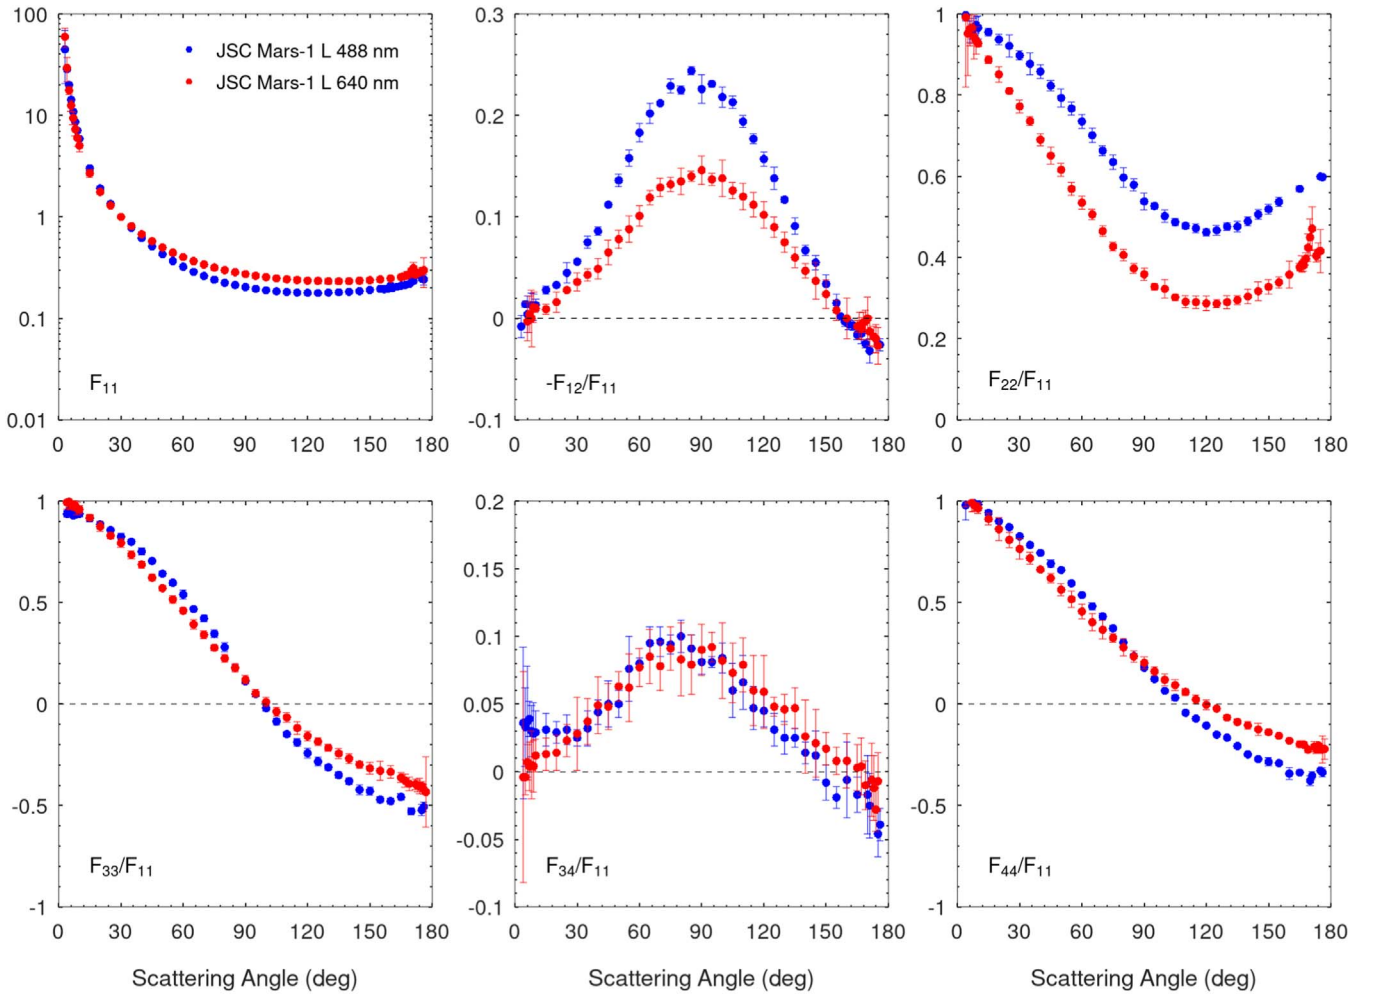 100
10
1
0.1
0.01
JSC Mars-1 L 488 nm
JSC Mars-1 L 640 nm
F11
0 30 60 90 120 150 180
0.3
0.2
0.1
0
-0.1
-F12/F11
0 30 60 90 120 150 180
1
0.8
0.6
0.4
0.2
0
F22/F11
0 30 60 90 120 150 180
1
0.5
0
-0.5
-1
F33/F11
0 30 60 90 120 150 180
Scattering Angle (deg)
0.2
0.15
0.1
0.05
0
-0.05
-0.1
F34/F11
0 30 60 90 120 150 180
Scattering Angle (deg)
1
0.5
0
-0.5
-1
F44/F11
0 30 60 90 120 150 180
Scattering Angle (deg)